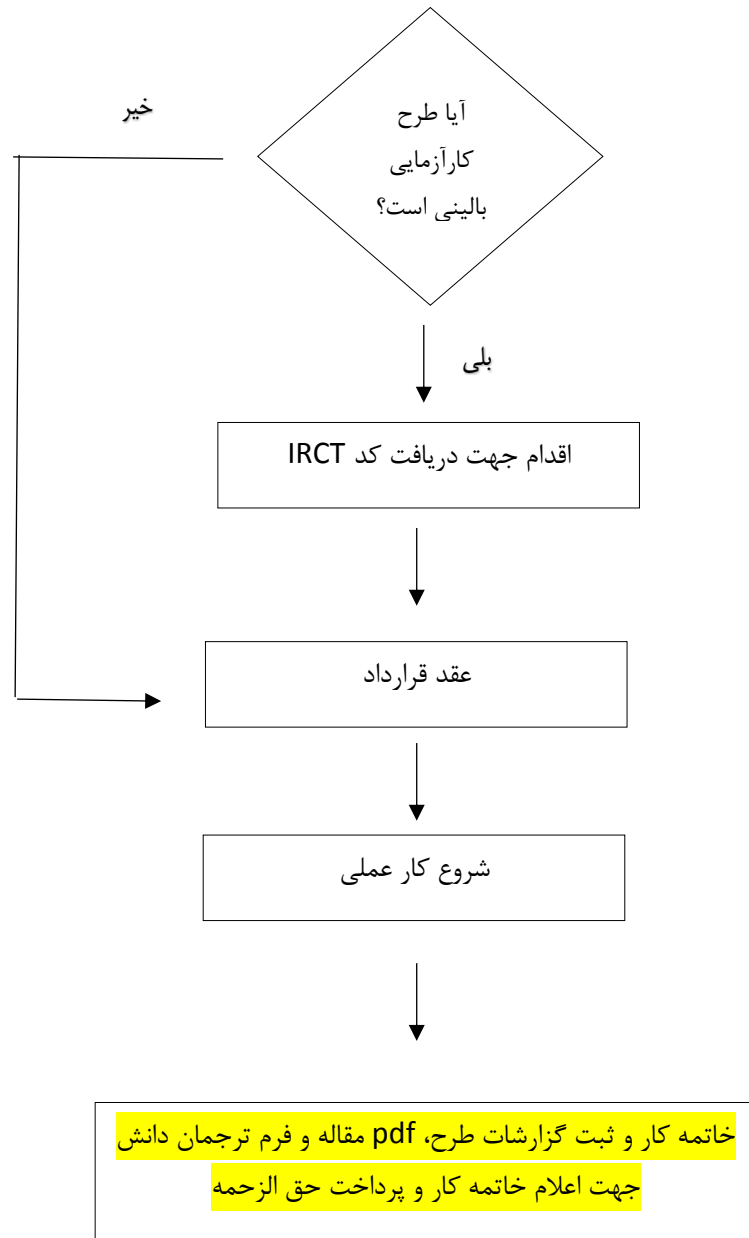 آیا طرح
کارآزمایی
بالینی است؟
خیر
بلی
اقدام جهت دریافت کد IRCT
عقد قرارداد
شروع کار عملی
خاتمه کار و ثبت گزارشات طرح، pdf مقاله و فرم ترجمان دانش
جهت اعلام خاتمه کار و پرداخت حق الزحمه